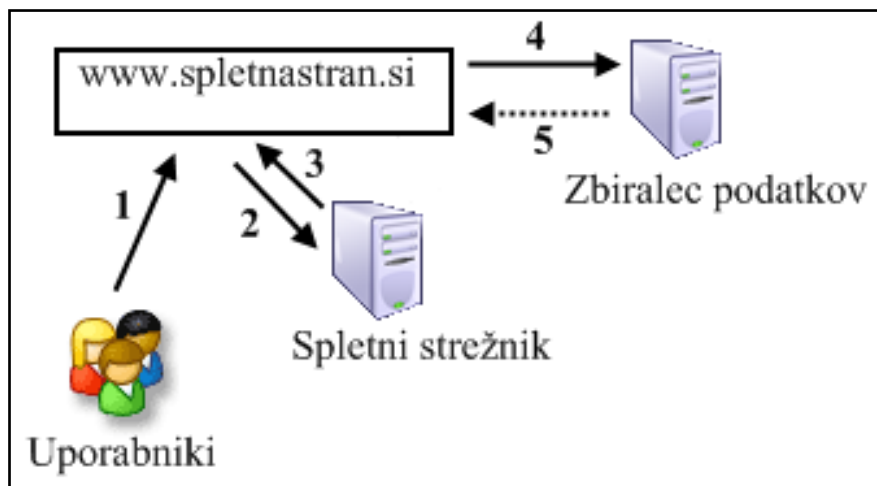 www.spletnastran.si
4
5
Zbiralec podatkov
3
1
2
Spletni strežnik
Uporabniki